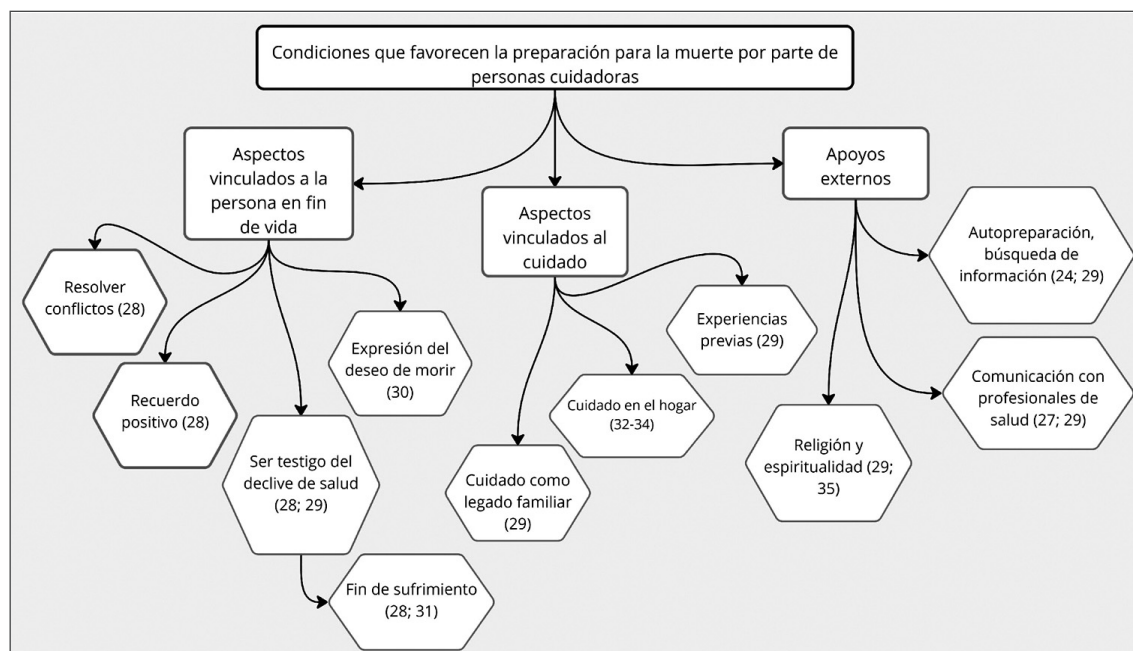 Condiciones que favorecen la preparación para la muerte por parte de
personas cuidadoras
Aspectos
vinculados a la
persona en fin
de vida
Aspectos
vinculados al
cuidado
Apoyos
externos
Resolver
conflictos (28)
Recuerdo
positivo (28)
Ser testigo del
declive de salud
(28; 29)
Fin de sufrimiento
(28; 31)
Expresión del
deseo de morir
(30)
Cuidado como
legado familiar
(29)
Cuidado en el hogar
(32-34)
Experiencias
previas (29)
Religión y
espiritualidad (29;
35)
Comunicación con
profesionales de
salud (27; 29)
Autopreparación,
búsqueda de
información (24; 29)